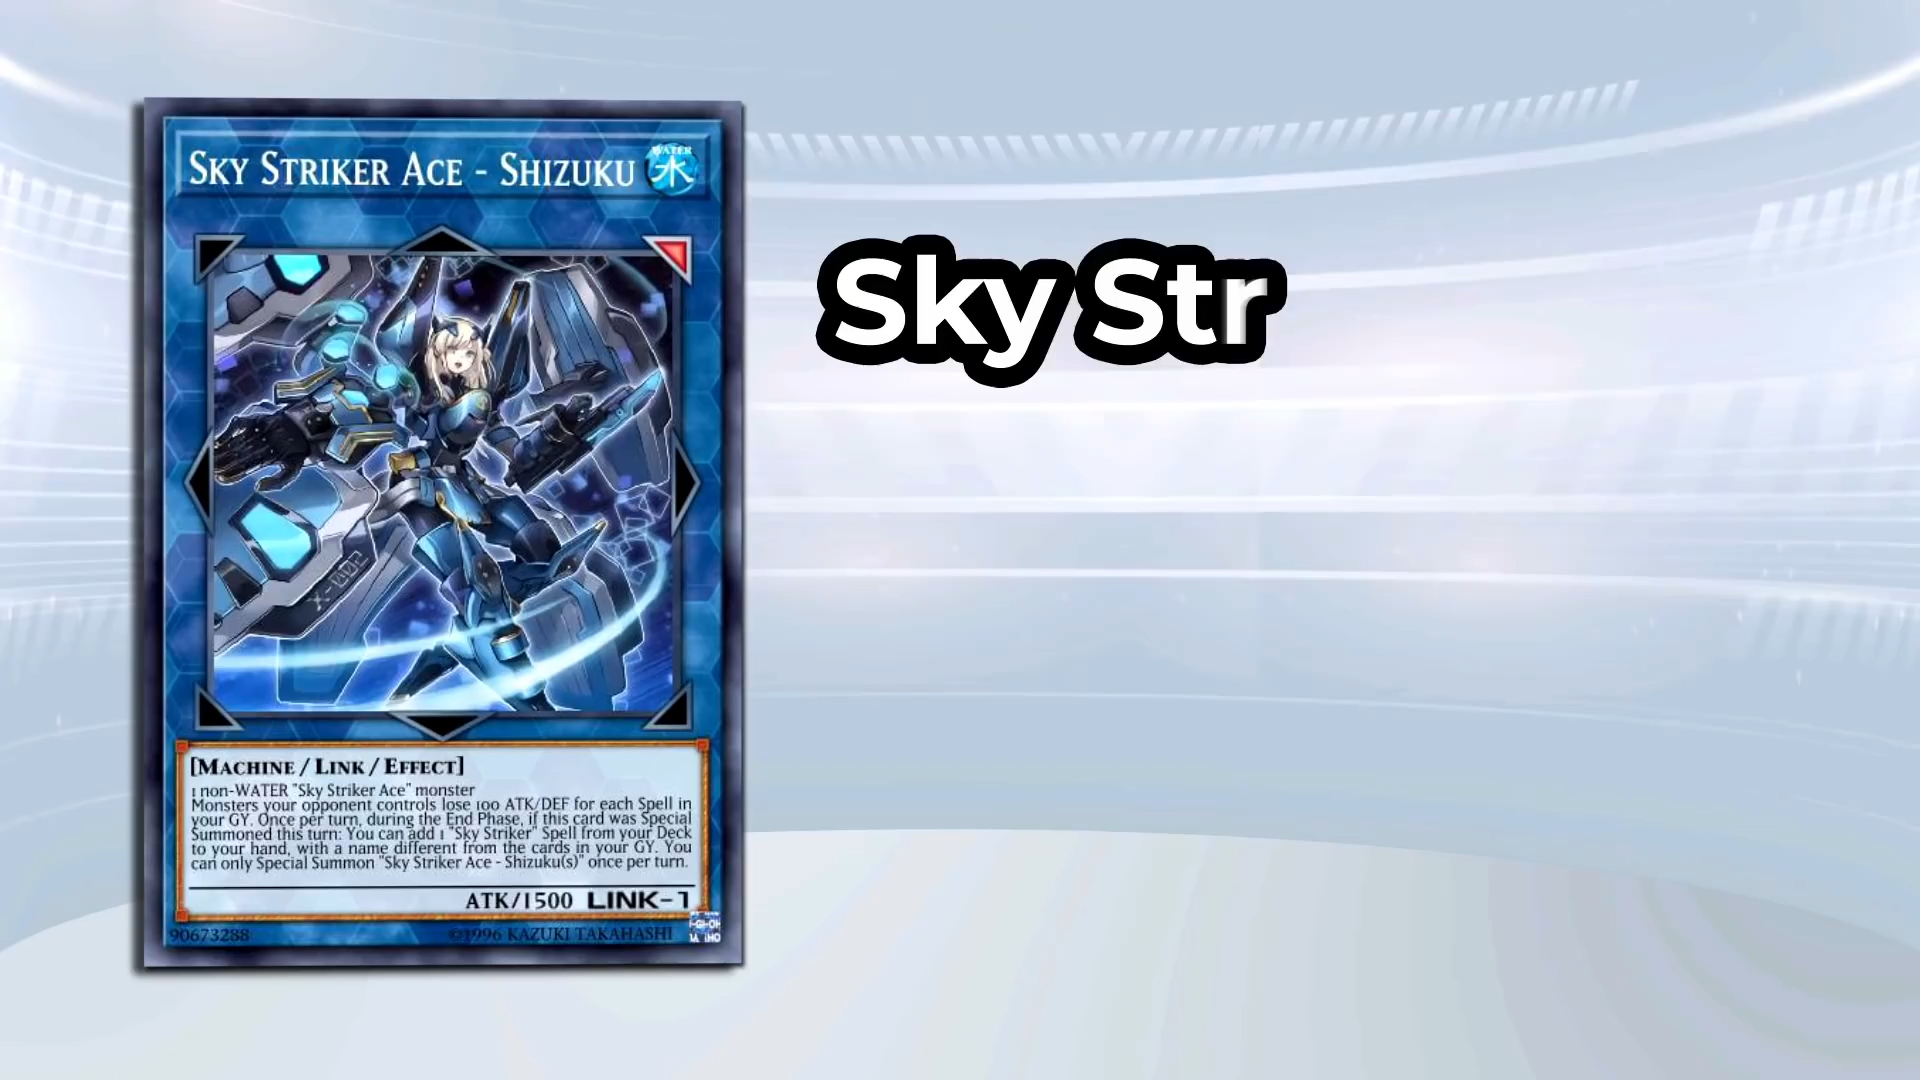 SKY STRIKER ACE - SHIZUKU
WATER
水
Sky Str
X-002
[MACHINE / LINK / EFFECT]
1 non-WATER "Sky Striker Ace" monster
Monsters your opponent controls lose 100 ATK/DEF for each Spell in
your GY. Once per turn, during the End Phase, if this card was Special
Summoned this turn: You can add 1 "Sky Striker" Spell from your Deck
to your hand, with a name different from the cards in your GY. You
can only Special Summon "Sky Striker Ace - Shizuku(s)" once per turn.
ATK/1500 LINK-1
90673288
©1996 KAZUKI TAKAHASHI